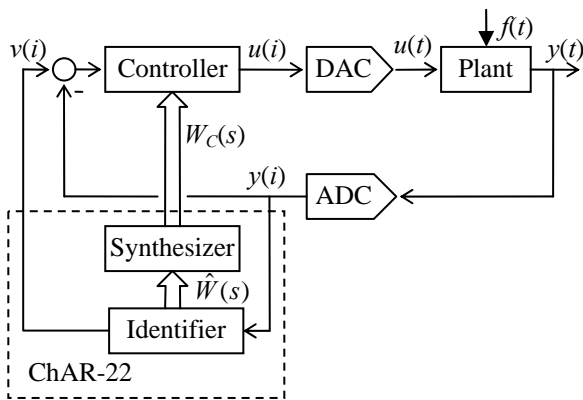 v(i)
-
Controller
u(i)
DAC
u(t)
f(t)
Plant
y(t)
W_C(s)
y(i)
ADC
Synthesizer
Ŵ(s)
Identifier
ChAR-22